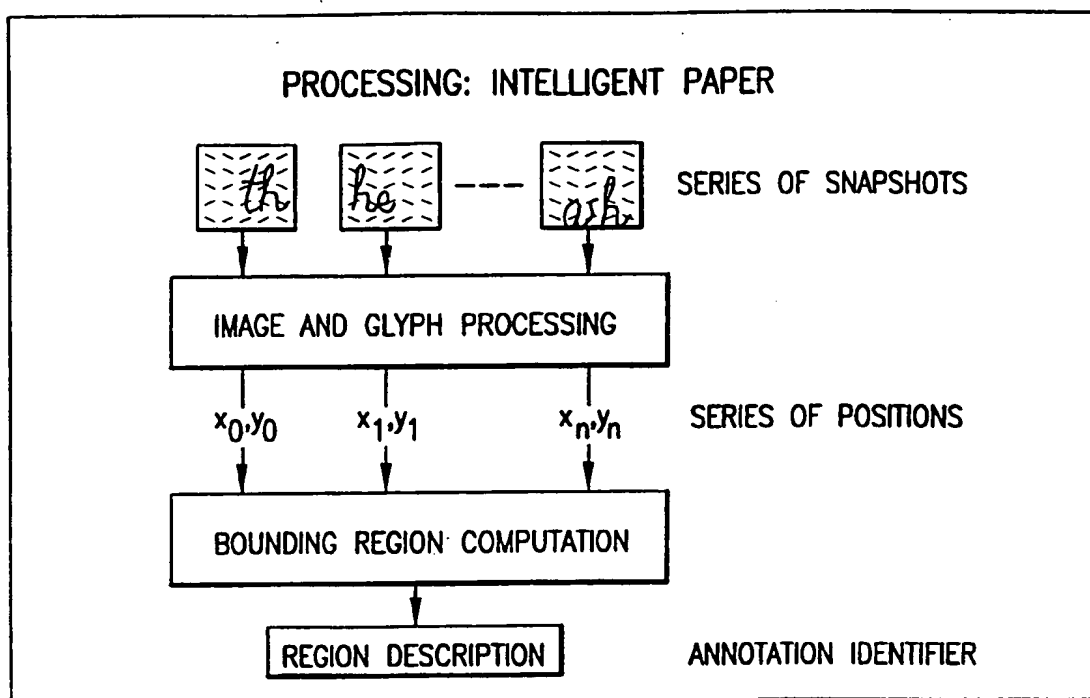 PROCESSING: INTELLIGENT PAPER
th he ---- ash SERIES OF SNAPSHOTS
IMAGE AND GLYPH PROCESSING
x₀,y₀ x₁,y₁ xₙ,yₙ SERIES OF POSITIONS
BOUNDING REGION COMPUTATION
REGION DESCRIPTION ANNOTATION IDENTIFIER